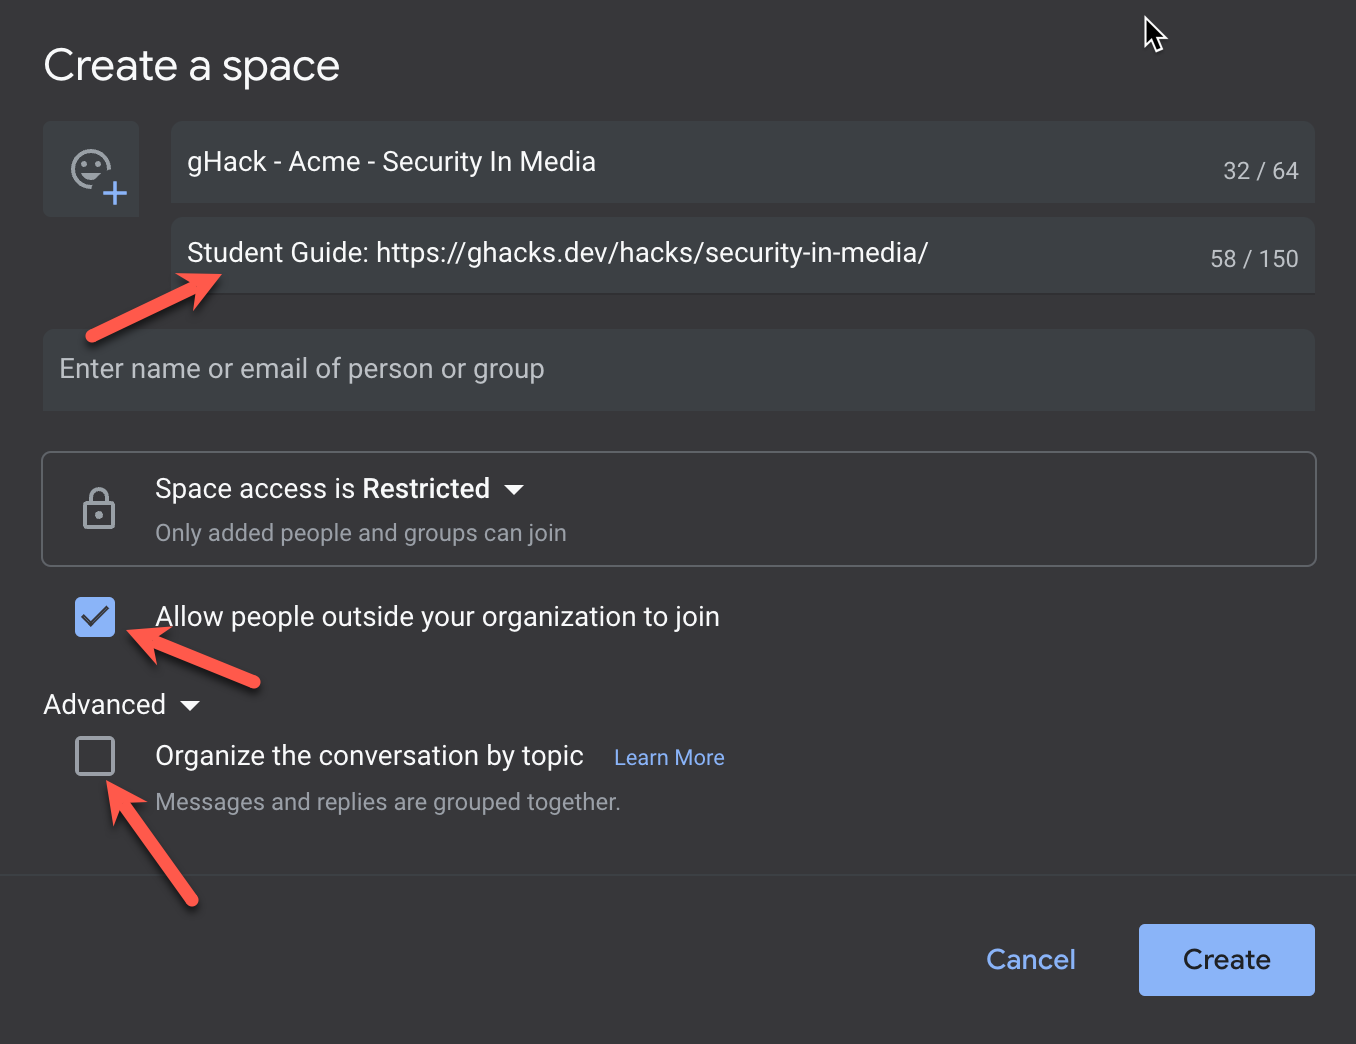 Create a space
gHack - Acme - Security In Media
32 / 64
Student Guide: https://ghacks.dev/hacks/security-in-media/
58 / 150
Enter name or email of person or group
Space access is Restricted
Only added people and groups can join
Allow people outside your organization to join
Advanced
Organize the conversation by topic Learn More
Messages and replies are grouped together.
Cancel Create